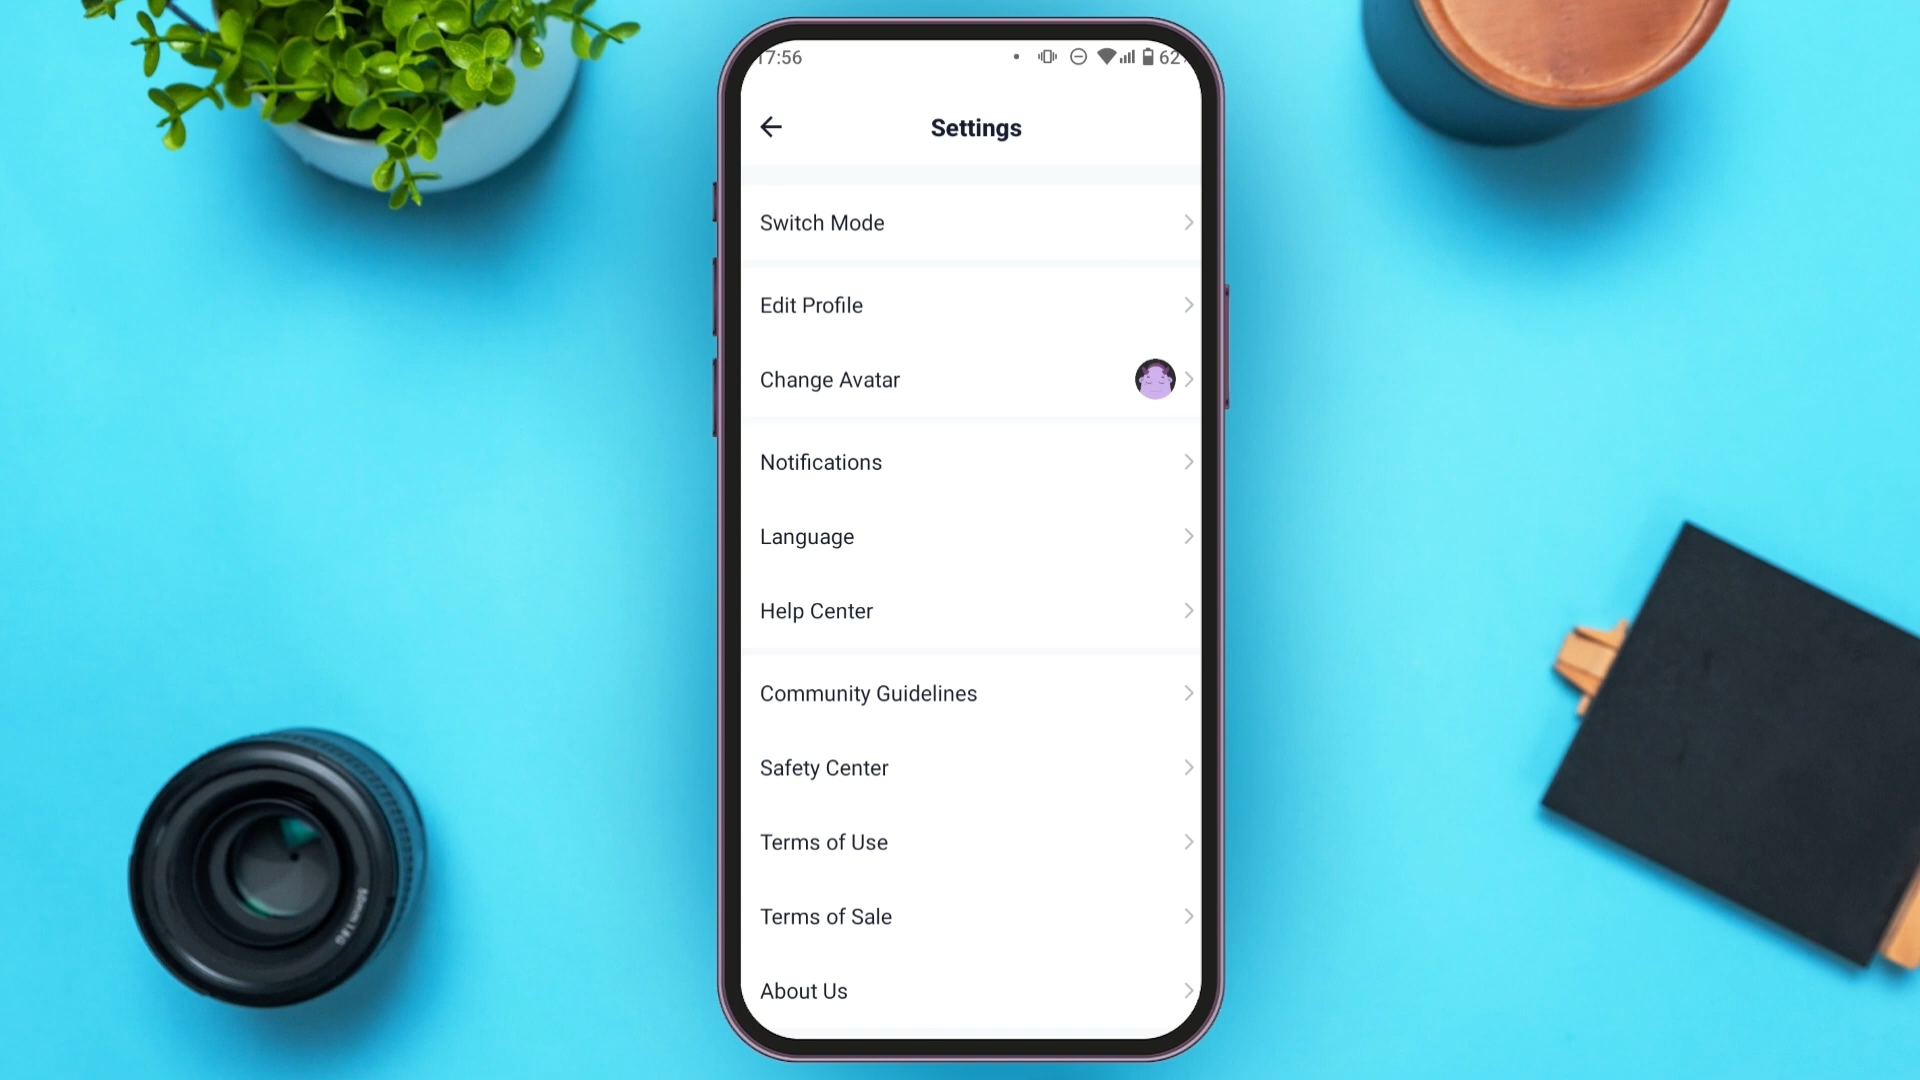 17:56 62
Settings
Switch Mode
Edit Profile
Change Avatar
Notifications
Language
Help Center
Community Guidelines
Safety Center
Terms of Use
Terms of Sale
About Us